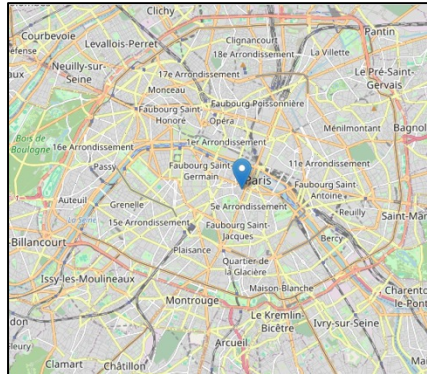 Clichy
Courbevoie
Pantin
Clignancourt
La Villette
Levallois-Perret
18e Arrondissement
Neuilly-sur-
Seine
17e Arrondissement
Le Pré-Saint-
Gervais
Monceau
Faubourg Poissonnière
Faubourg Saint-
Honoré
Opéra
Ménilmontant
Bois de
Boulogne
Bagnol
16e Arrondissement
1er Arrondissement
Passy
Faubourg Saint
Germain
11e Arrondissement
Paris
Faubourg Saint
Antoine
Auteuil
Grenelle
La Seine
5e Arrondissement
Reuilly
Saint-Ma
15e Arrondissement
Faubourg Saint-
Jacques
-Billancourt
Bercy
Plaisance
Quartier de
la Glacière
Issy-les-Moulineaux
Maison-Blanche
Charento
le-Pont
Montrouge
Le Kremlin-
Bicêtre
Ivry-sur-Seine
don
Arcueil
Fleury
Clamart
Châtillon